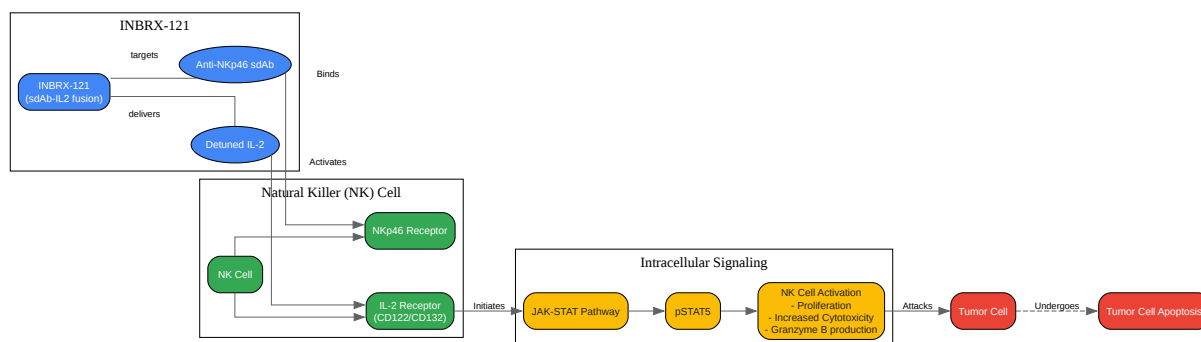 INBRX-121
targets
Anti-NKp46 sdAb
Binds
INBRX-121
(sdAb-IL2 fusion)
delivers
Detuned IL-2
Activates
Natural Killer (NK) Cell
NKp46 Receptor
NK Cell
IL-2 Receptor
(CD122/CD132)
Initiates
Intracellular Signaling
JAK-STAT Pathway
pSTAT5
NK Cell Activation
- Proliferation
- Increased Cytotoxicity
- Granzyme B production
Attacks
Tumor Cell
Undergoes
Tumor Cell Apoptosis